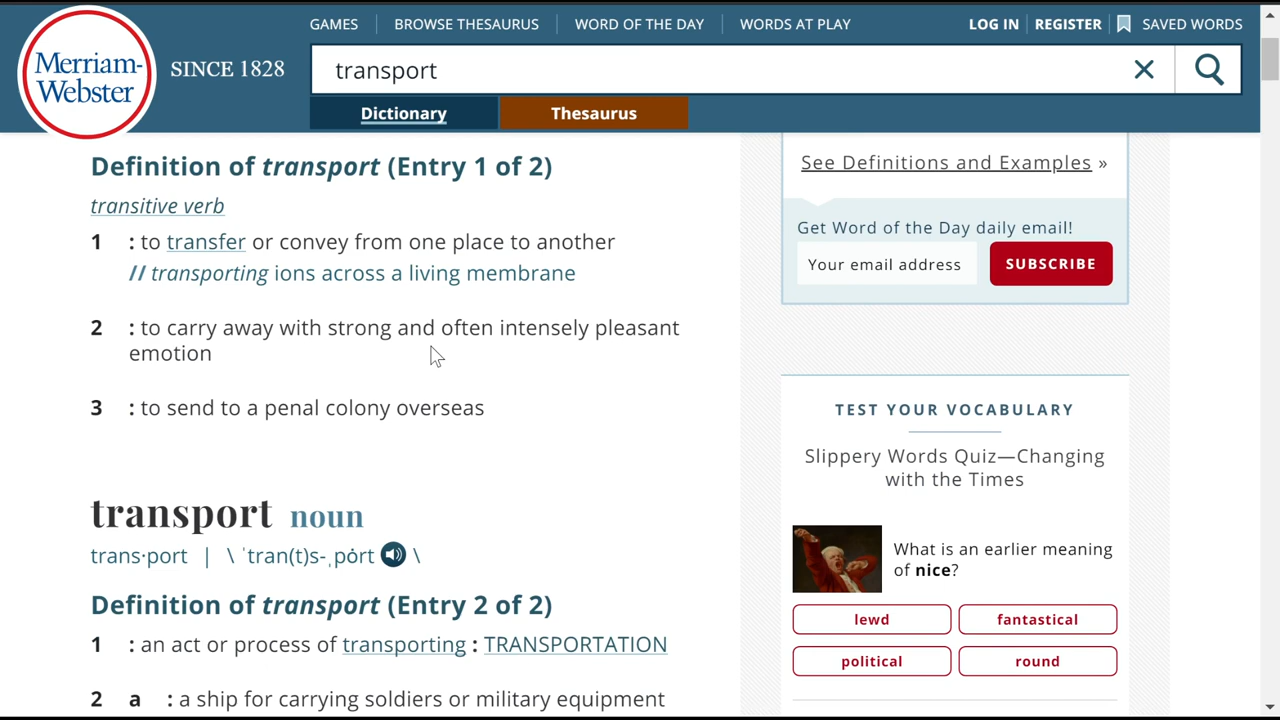 GAMES
BROWSE THESAURUS
WORD OF THE DAY
WORDS AT PLAY
LOG IN
REGISTER
SAVED WORDS
Merriam-
Webster
SINCE 1828
transport
Dictionary
Thesaurus
Definition of transport (Entry 1 of 2)
transitive verb
1 : to transfer or convey from one place to another
// transporting ions across a living membrane
2 : to carry away with strong and often intensely pleasant
emotion
3 : to send to a penal colony overseas
transport noun
trans·port | \ ˈtran(t)s-ˌpȯrt \
Definition of transport (Entry 2 of 2)
1 : an act or process of transporting : TRANSPORTATION
2 a : a ship for carrying soldiers or military equipment
See Definitions and Examples »
Get Word of the Day daily email!
Your email address
SUBSCRIBE
TEST YOUR VOCABULARY
Slippery Words Quiz—Changing
with the Times
What is an earlier meaning
of nice?
lewd
fantastical
political
round